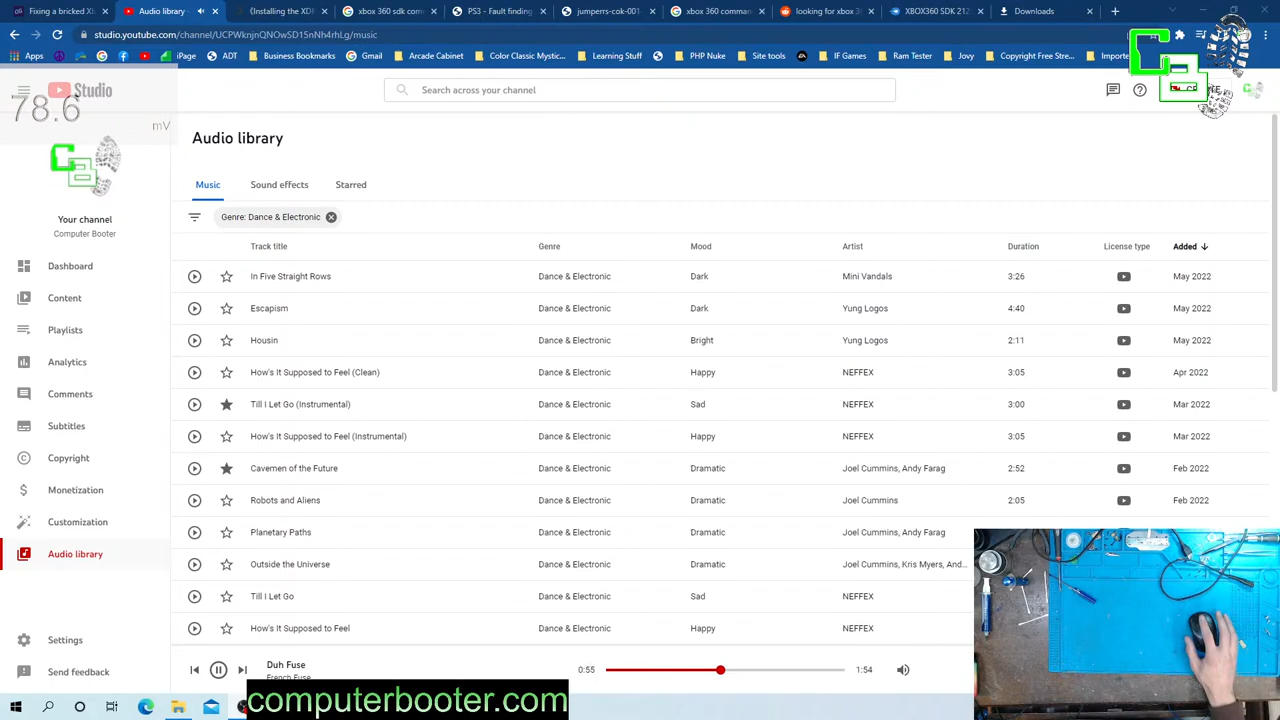 Fixing black X
xbox 360 sdk com
PS3 - Fault finding
jumpers-cok-001
xbox 360 comman
looking for xbox 3
XBOX360 SDK 212
Downloads
studio.youtube.com/channel/UCPWknjnQNOwSD15nNH4rhLg/music
iPage
ADT
Business Bookmarks
Gmail
Arcade Cabinet
Color Classic Mystic...
Learning Stuff
PHP Nuke
Site tools
IF Games
Ram Tester
Copyright Free Stre...
Other bookmarks
Studio
Search across your channel
78.6
mV
Audio library
Music
Sound effects
Starred
Your channel
Computer Booter
Genre: Dance & Electronic
Track title Genre Mood Artist Duration License type Added
In Five Straight Rows Dance & Electronic Dark Mini Vandals 3:26 May 2022
Escapism Dance & Electronic Dark Yung Logos 4:40 May 2022
Housin Dance & Electronic Bright Yung Logos 2:11 May 2022
How's It Supposed to Feel (Clean) Dance & Electronic Happy NEFFEX 3:05 Apr 2022
Till I Let Go (Instrumental) Dance & Electronic Sad NEFFEX 3:00 Mar 2022
How's It Supposed to Feel (Instrumental) Dance & Electronic Happy NEFFEX 3:05 Mar 2022
Cavemen of the Future Dance & Electronic Dramatic Joel Cummins, Andy Farag 2:52 Feb 2022
Robots and Aliens Dance & Electronic Dramatic Joel Cummins 2:05 Feb 2022
Planetary Paths Dance & Electronic Dramatic Joel Cummins, Andy Farag
Outside the Universe Dance & Electronic Dramatic Joel Cummins, Kris Myers, And...
Till I Let Go Dance & Electronic Sad NEFFEX
How's It Supposed to Feel Dance & Electronic Happy NEFFEX
Dashboard
Content
Playlists
Analytics
Comments
Subtitles
Copyright
Monetization
Customization
Audio library
Settings
Send feedback
Duh Fuse
French Fuse
0:55
1:54
computerbooter.com